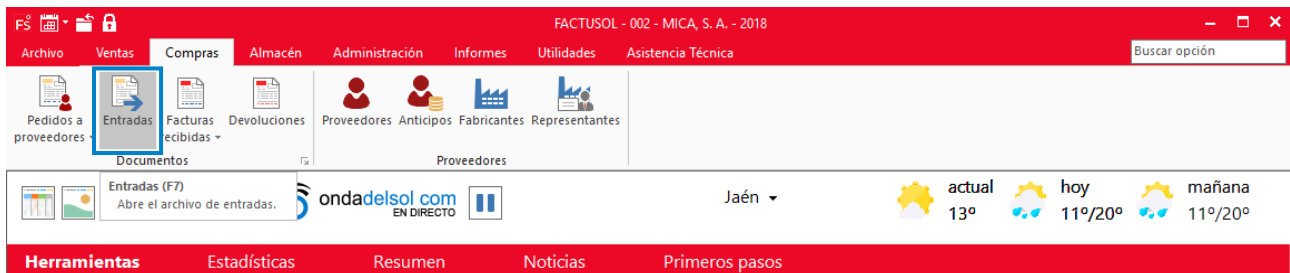 FS
FACTUSOL - 002 - MICA, S. A. - 2018
Archivo Ventas Compras Almacén Administración Informes Utilidades Asistencia Técnica Buscar opción
Pedidos a proveedores
Entradas
Facturas recibidas
Devoluciones
Proveedores Anticipos Fabricantes Representantes
Documentos Proveedores
Entradas (F7)
Abre el archivo de entradas.
ondadelsol com
EN DIRECTO
Jaén
actual
13º
hoy
11º/20º
mañana
11º/20º
Herramientas Estadísticas Resumen Noticias Primeros pasos